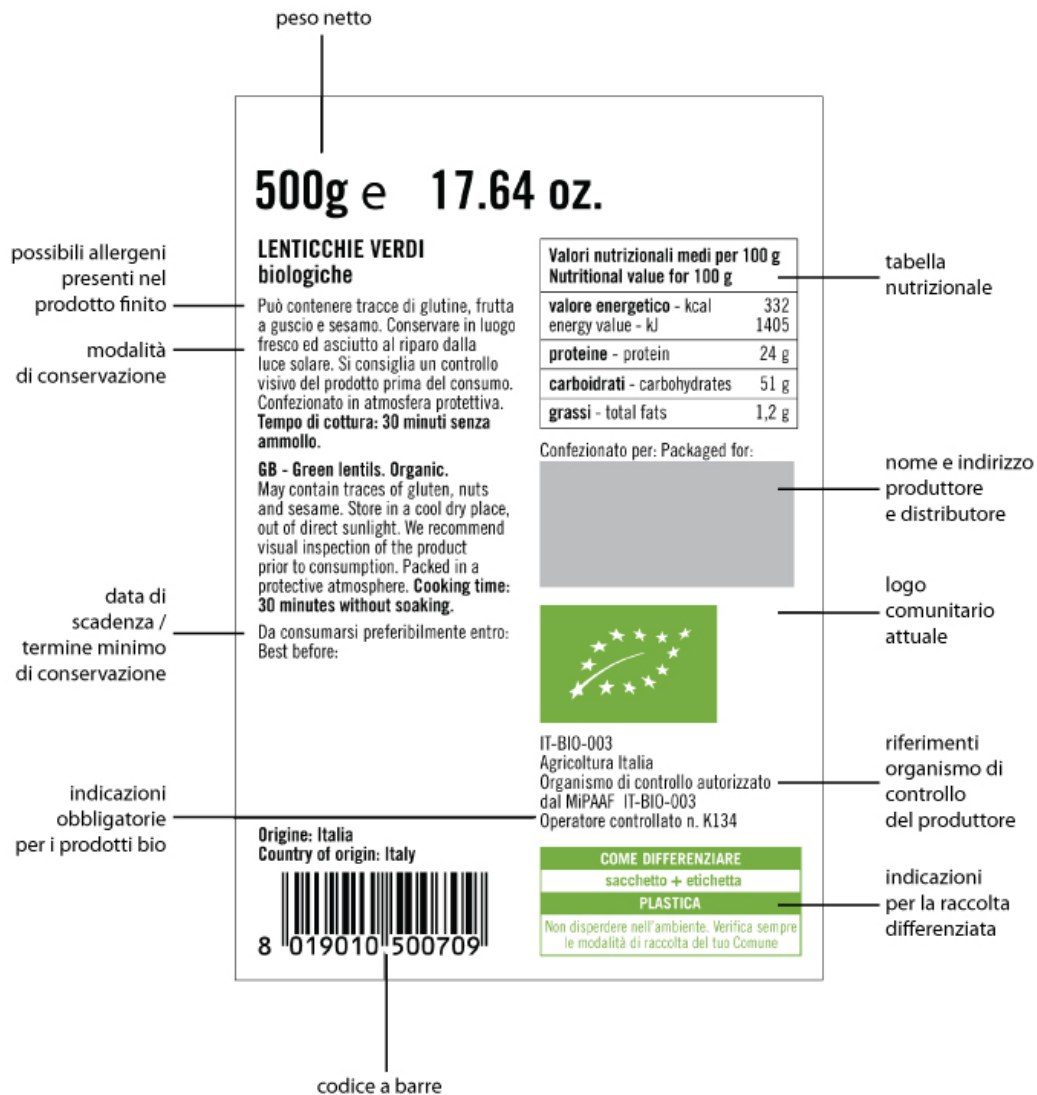 peso netto
500g e 17.64 oz.
possibili allergeni
presenti nel
prodotto finito
modalità
di conservazione
data di
scadenza /
termine minimo
di conservazione
indicazioni
obbligatorie
per i prodotti bio
LENTICCHIE VERDI
biologiche
Può contenere tracce di glutine, frutta
a guscio e sesamo. Conservare in luogo
fresco ed asciutto al riparo dalla
luce solare. Si consiglia un controllo
visivo del prodotto prima del consumo.
Confezionato in atmosfera protettiva.
Tempo di cottura: 30 minuti senza
ammollo.
GB - Green lentils. Organic.
May contain traces of gluten, nuts
and sesame. Store in a cool dry place,
out of direct sunlight. We recommend
visual inspection of the product
prior to consumption. Packed in a
protective atmosphere. Cooking time:
30 minutes without soaking.
Da consumarsi preferibilmente entro:
Best before:
Origine: Italia
Country of origin: Italy
8 019010 500709
Valori nutrizionali medi per 100 g
Nutritional value for 100 g
valore energetico - kcal 332
energy value - kJ 1405
proteine - protein 24 g
carboidrati - carbohydrates 51 g
grassi - total fats 1,2 g
Confezionato per: Packaged for:
IT-BIO-003
Agricoltura Italia
Organismo di controllo autorizzato
dal MiPAAF IT-BIO-003
Operatore controllato n. K134
COME DIFFERENZIARE
sacchetto + etichetta
PLASTICA
Non disperdere nell'ambiente. Verifica sempre
le modalità di raccolta del tuo Comune
tabella
nutrizionale
nome e indirizzo
produttore
e distributore
logo
comunitario
attuale
riferimenti
organismo di
controllo
del produttore
indicazioni
per la raccolta
differenziata
codice a barre